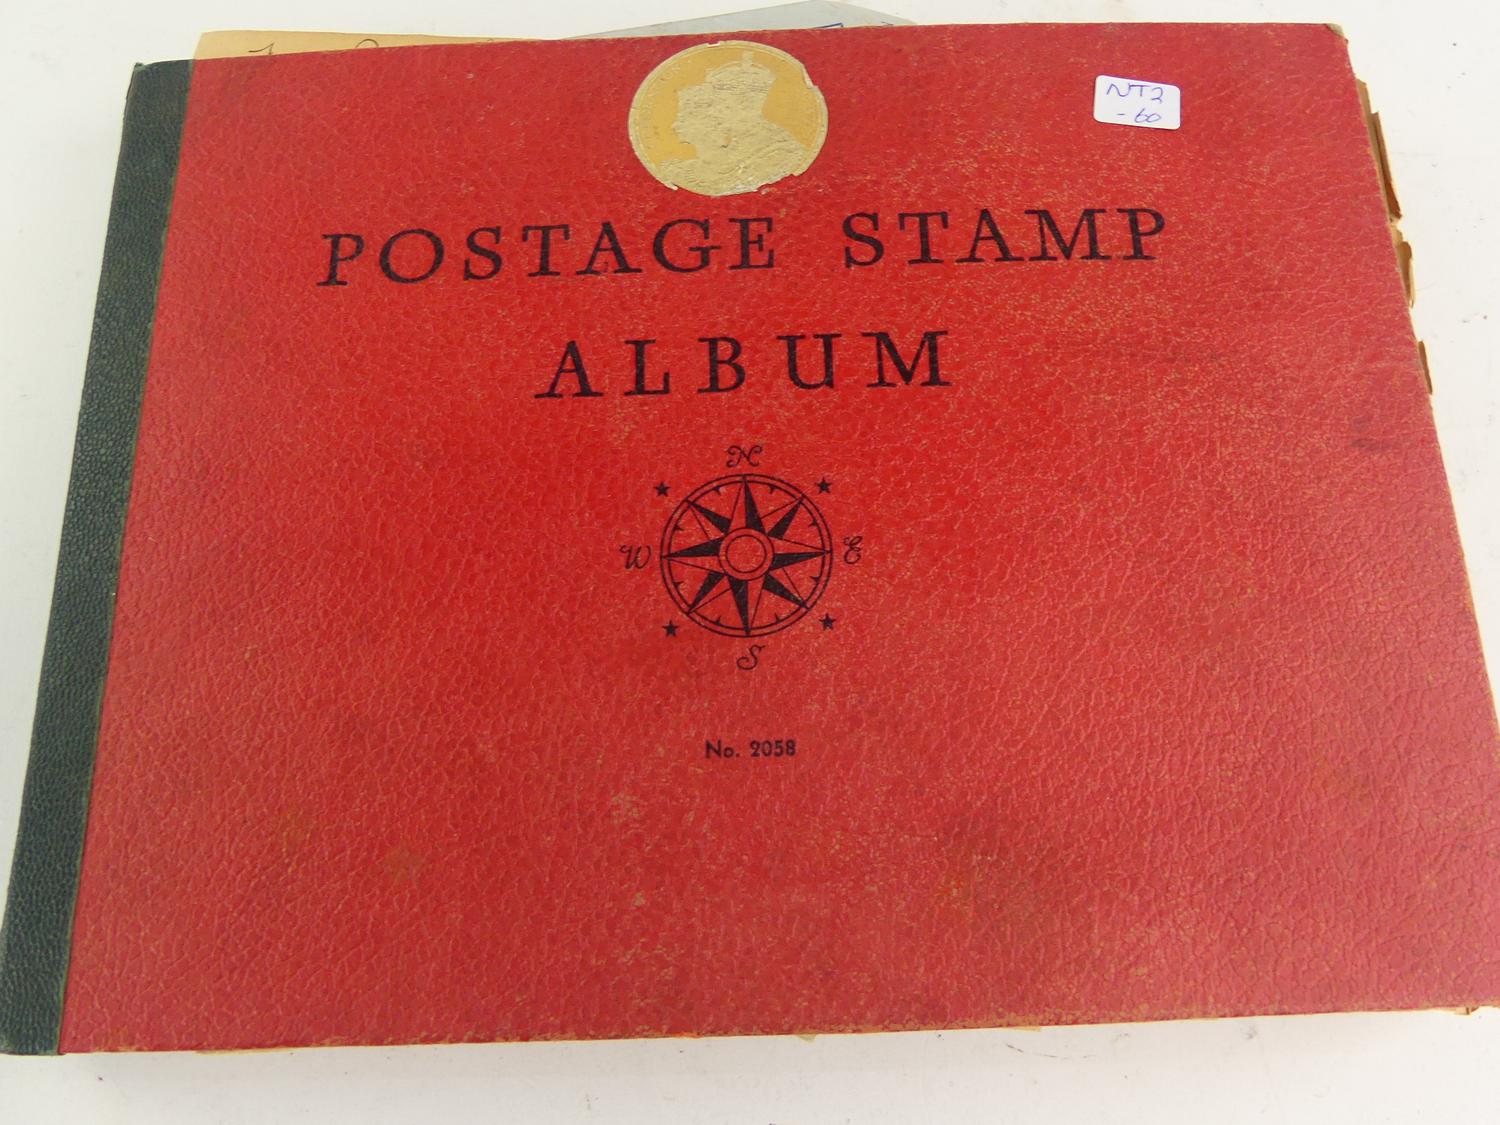 NT2
-60
POSTAGE STAMP
ALBUM
N
W E
S
No. 2058